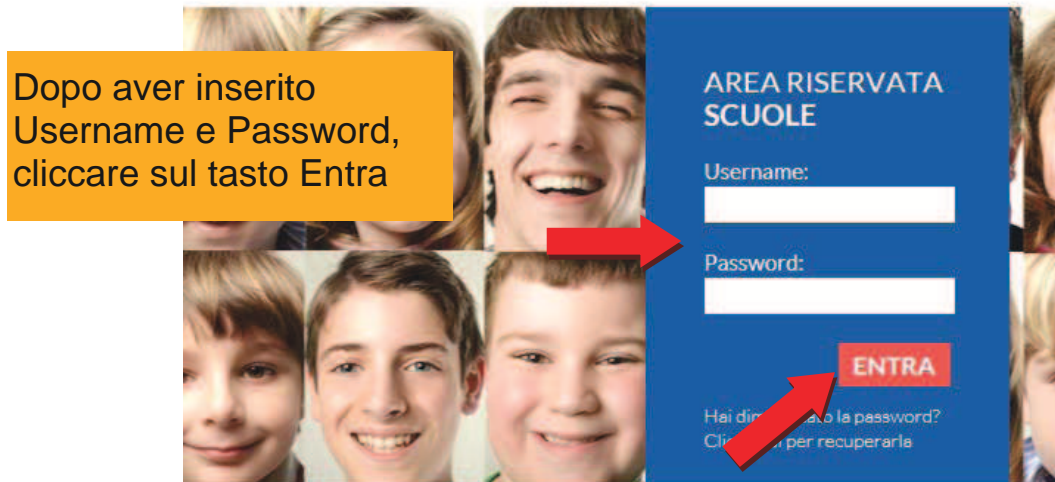 Dopo aver inserito
Username e Password,
cliccare sul tasto Entra
AREA RISERVATA
SCUOLE
Username:
Password:
ENTRA
Hai la password?
per recuperarla